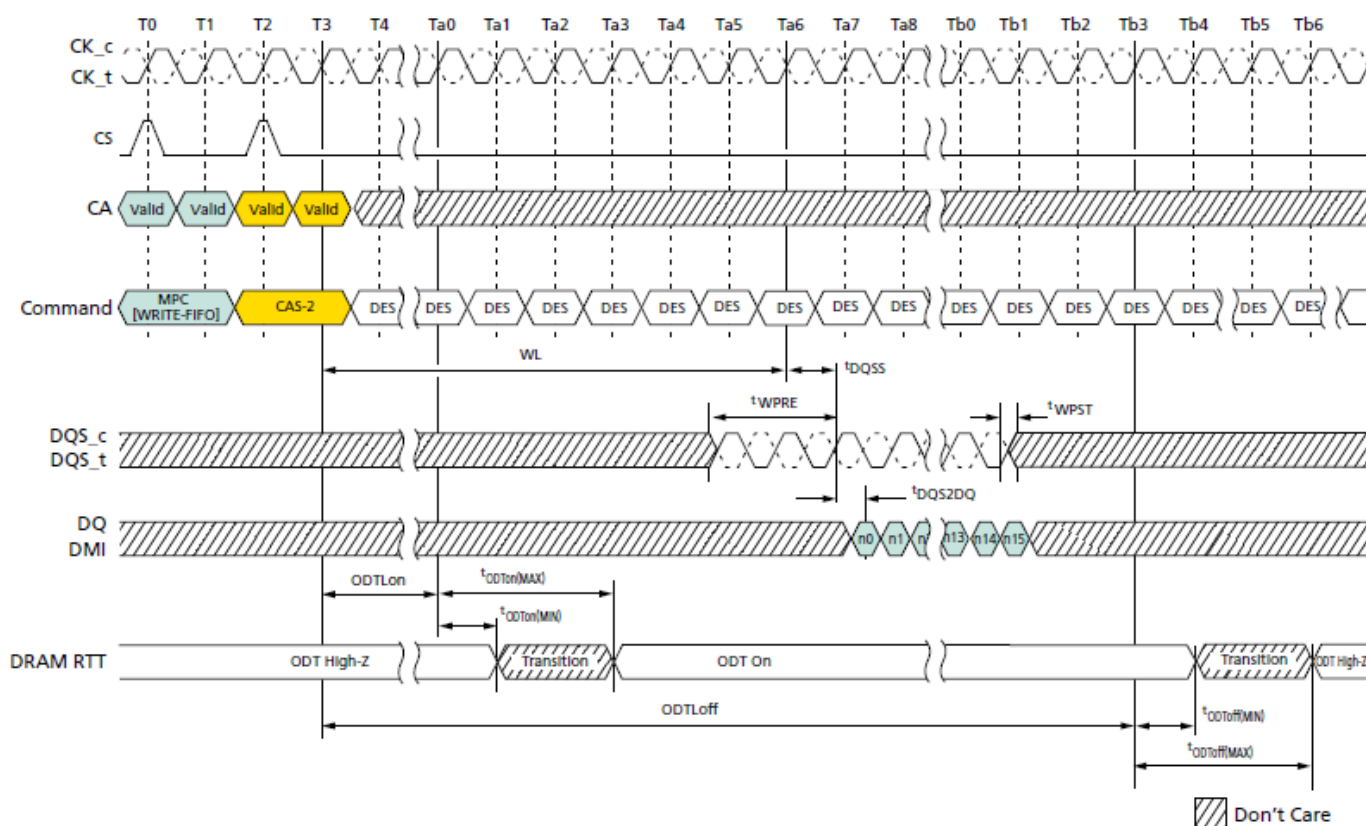 T0 T1 T2 T3 T4 Ta0 Ta1 Ta2 Ta3 Ta4 Ta5 Ta6 Ta7 Ta8 Tb0 Tb1 Tb2 Tb3 Tb4 Tb5 Tb6
CK_c
CK_t
CS
CA Valid Valid Valid Valid
Command MPC [WRITE-FIFO] CAS-2 DES DES DES DES DES DES DES DES DES DES DES DES DES DES DES DES DES
WL tDQSS
tWPRE tWPST
DQS_c
DQS_t
tDQS2DQ
DQ
DMI n0 n1 n n13 n14 n15
ODTLon tODTon(MAX)
tODTon(MIN)
DRAM RTT ODT High-Z Transition ODT On Transition ODT High-Z
ODTLoff tODToff(MIN)
tODToff(MAX)
Don't Care